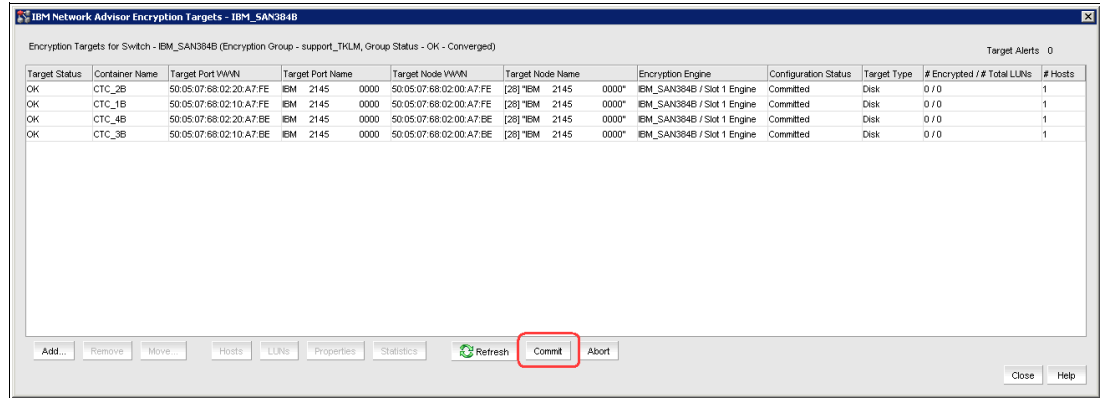 IBM Network Advisor Encryption Targets - IBM_SAN384B
Encryption Targets for Switch - IBM_SAN384B (Encryption Group - support_TKLM, Group Status - OK - Converged)
Target Alerts 0
Target Status Container Name Target Port WWN Target Port Name Target Node WWN Target Node Name Encryption Engine Configuration Status Target Type # Encrypted / # Total LUNs # Hosts
OK CTC_2B 50:05:07:68:02:20:A7:FE IBM 2145 0000 50:05:07:68:02:00:A7:FE [28] "IBM 2145 0000" IBM_SAN384B / Slot 1 Engine Committed Disk 0 / 0 1
OK CTC_1B 50:05:07:68:02:10:A7:FE IBM 2145 0000 50:05:07:68:02:00:A7:FE [28] "IBM 2145 0000" IBM_SAN384B / Slot 1 Engine Committed Disk 0 / 0 1
OK CTC_4B 50:05:07:68:02:20:A7:BE IBM 2145 0000 50:05:07:68:02:00:A7:BE [28] "IBM 2145 0000" IBM_SAN384B / Slot 1 Engine Committed Disk 0 / 0 1
OK CTC_3B 50:05:07:68:02:10:A7:BE IBM 2145 0000 50:05:07:68:02:00:A7:BE [28] "IBM 2145 0000" IBM_SAN384B / Slot 1 Engine Committed Disk 0 / 0 1
Add... Remove Move... Hosts LUNs Properties Statistics Refresh Commit Abort
Close Help